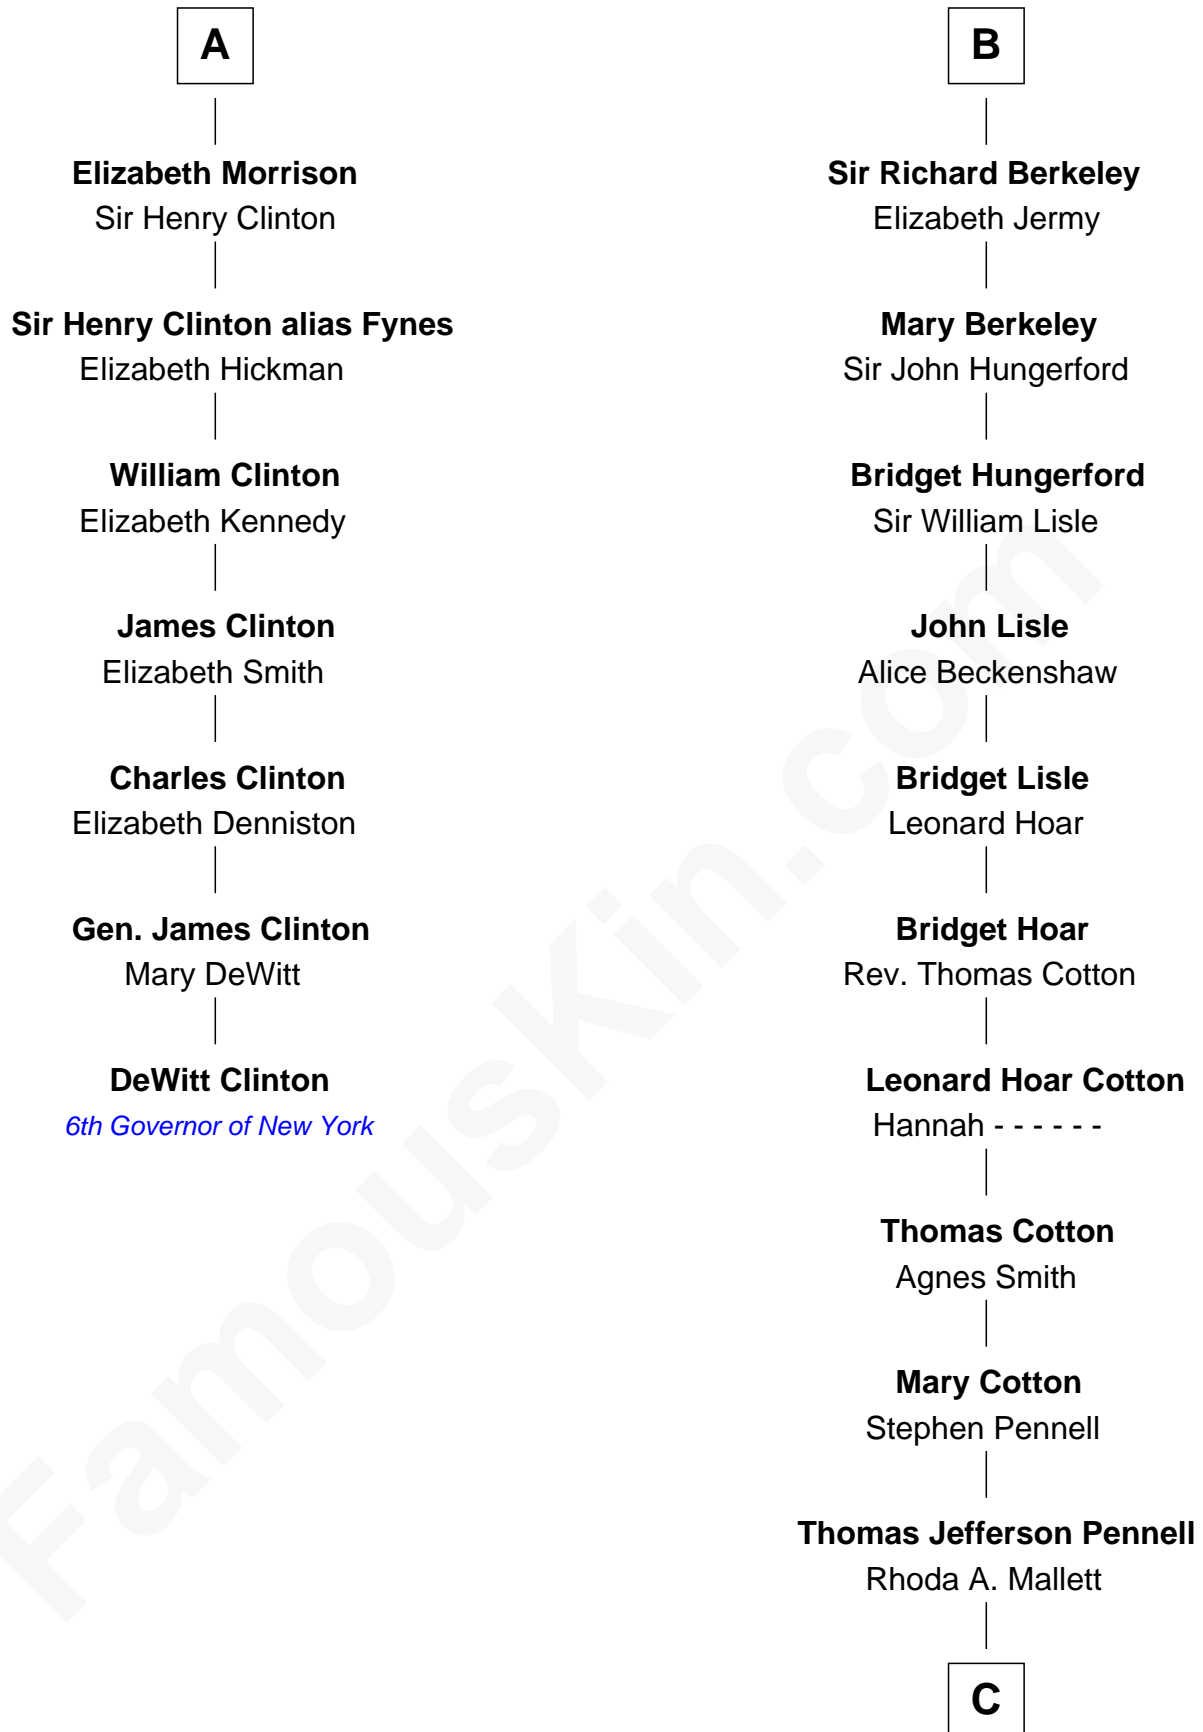 A
Elizabeth Morrison
Sir Henry Clinton
Sir Henry Clinton alias Fynes
Elizabeth Hickman
William Clinton
Elizabeth Kennedy
James Clinton
Elizabeth Smith
Charles Clinton
Elizabeth Denniston
Gen. James Clinton
Mary DeWitt
DeWitt Clinton
6th Governor of New York
B
Sir Richard Berkeley
Elizabeth Jermy
Mary Berkeley
Sir John Hungerford
Bridget Hungerford
Sir William Lisle
John Lisle
Alice Beckenshaw
Bridget Lisle
Leonard Hoar
Bridget Hoar
Rev. Thomas Cotton
Leonard Hoar Cotton
Hannah - - - - - -
Thomas Cotton
Agnes Smith
Mary Cotton
Stephen Pennell
Thomas Jefferson Pennell
Rhoda A. Mallett
C
FamousKin.com